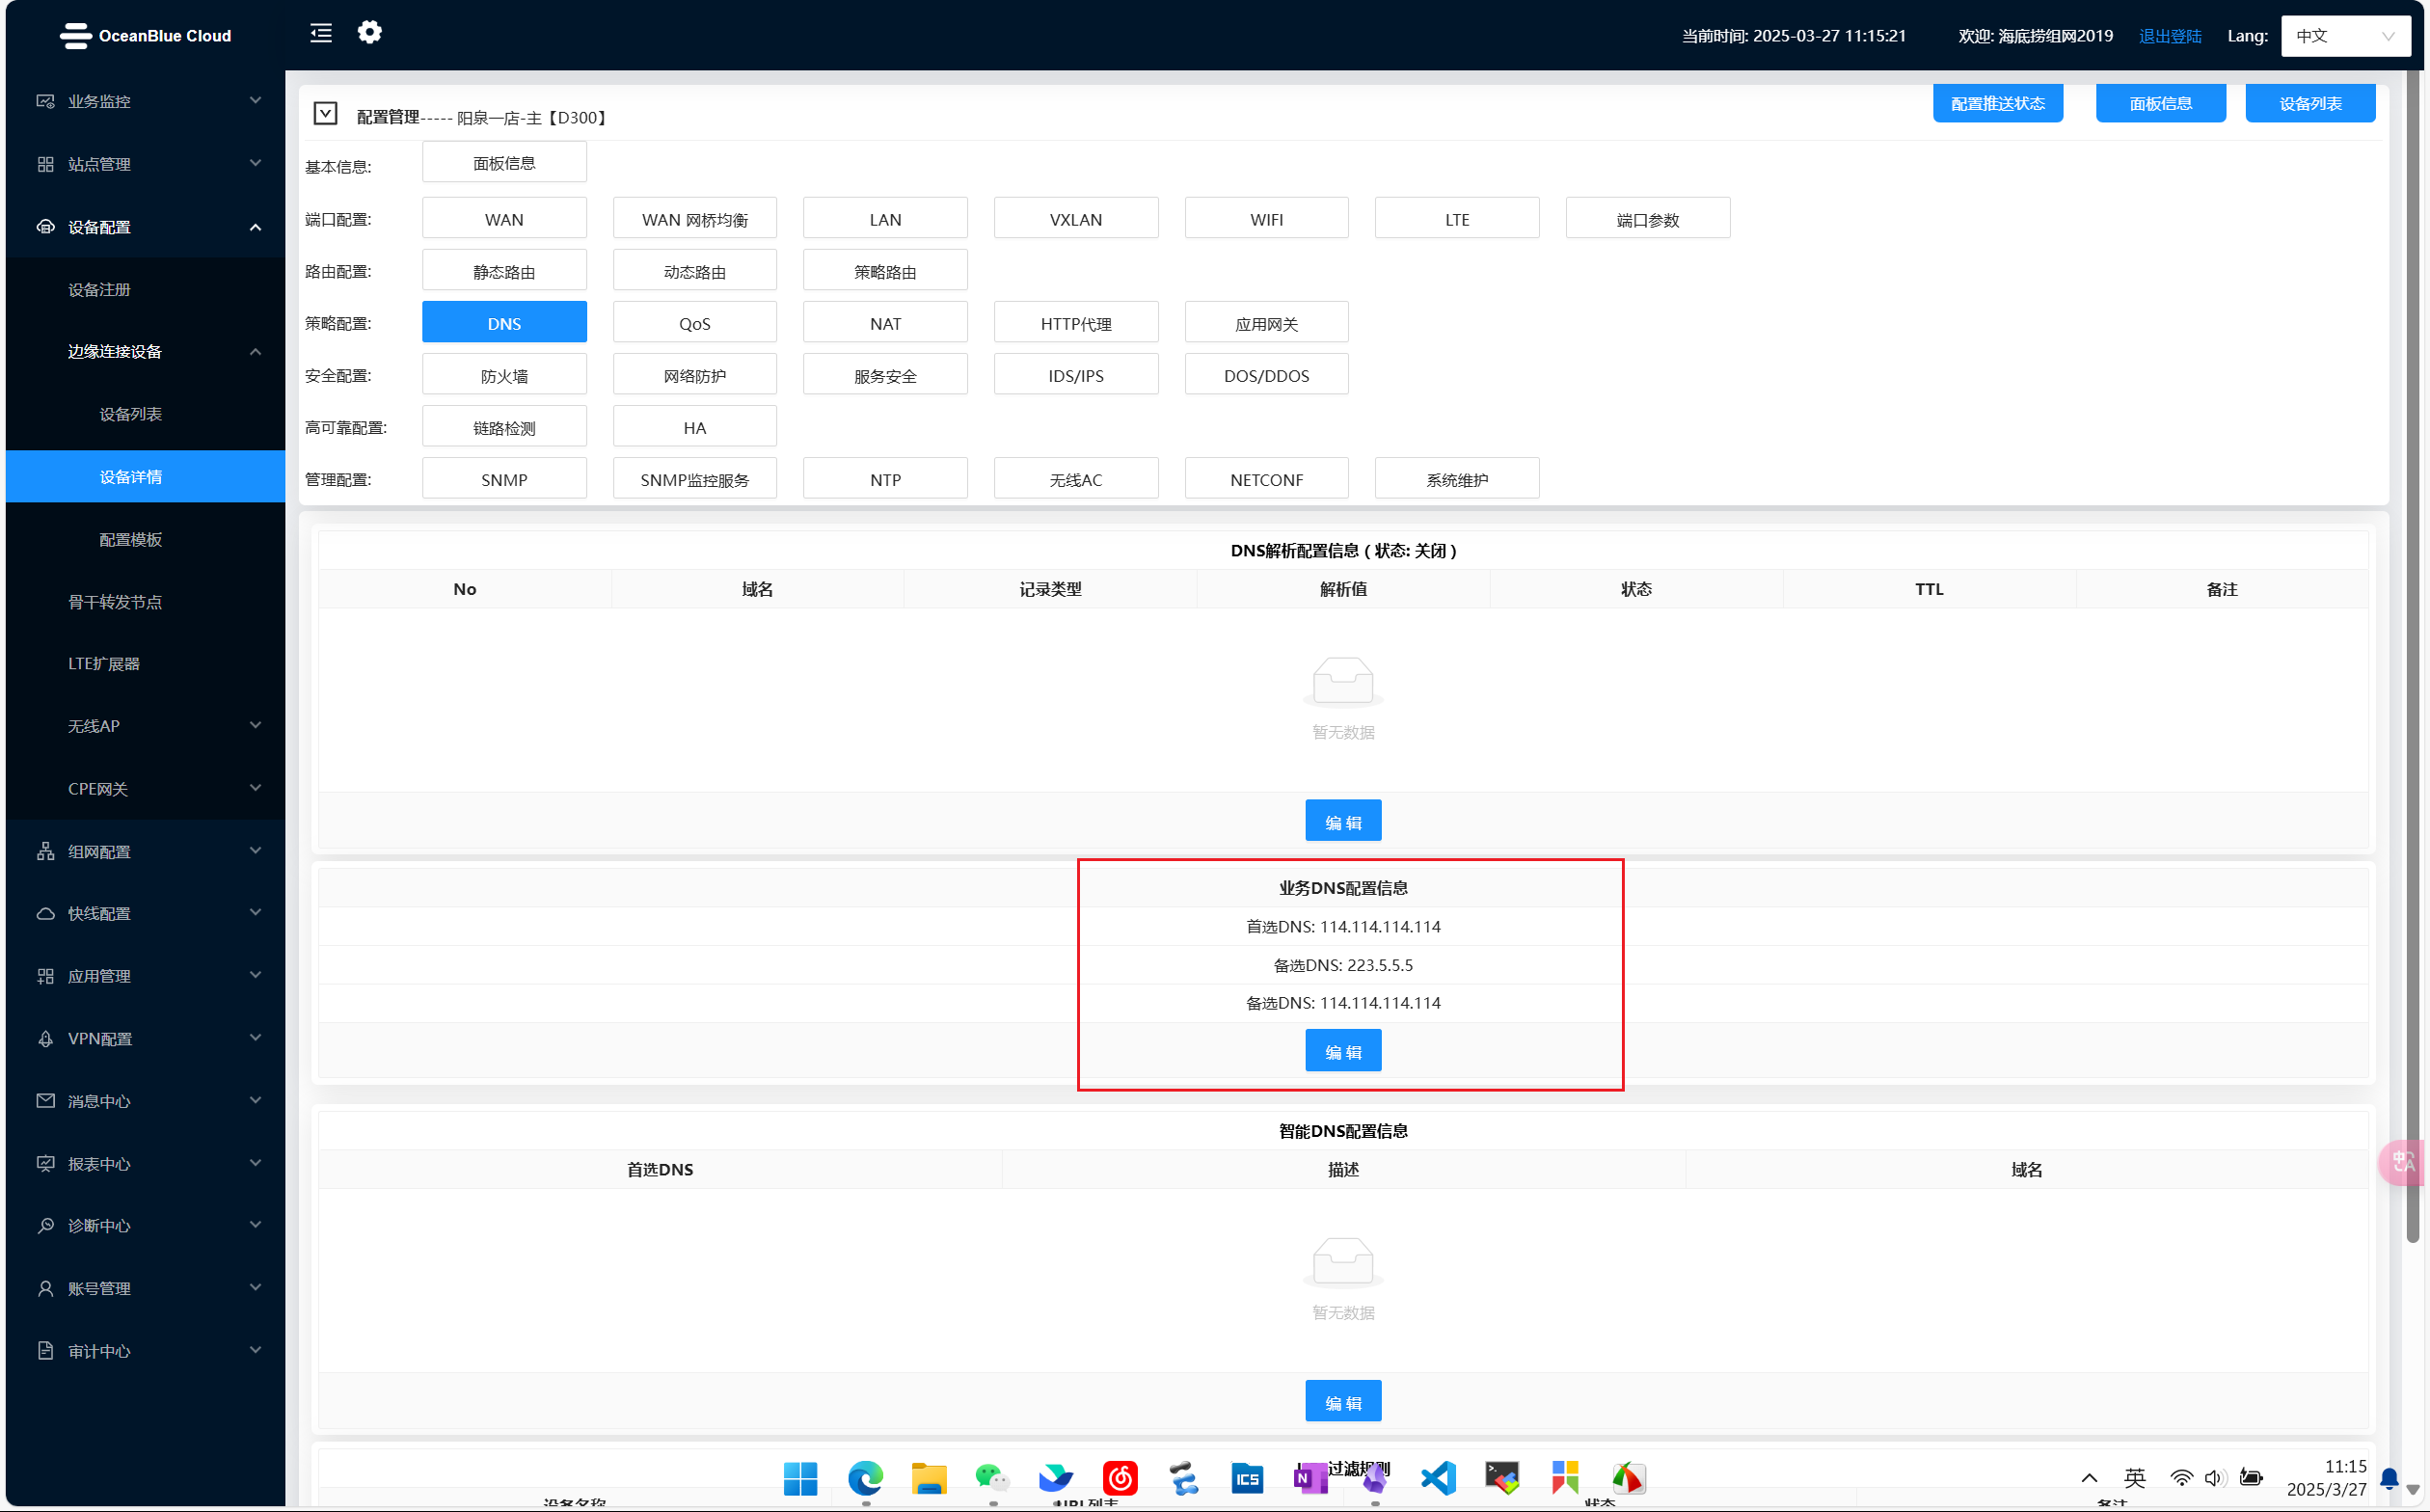 OceanBlue Cloud
当前时间: 2025-03-27 11:15:21 欢迎: 海底捞组网2019 退出登陆 Lang: 中文
业务监控
站点管理
设备配置
设备注册
边缘连接设备
设备列表
设备详情
配置模板
骨干转发节点
LTE扩展器
无线AP
CPE网关
组网配置
快线配置
应用管理
VPN配置
消息中心
报表中心
诊断中心
账号管理
审计中心
配置管理----- 阳泉一店-主【D300】
配置推送状态 面板信息 设备列表
基本信息: 面板信息
端口配置: WAN WAN 网桥均衡 LAN VXLAN WIFI LTE 端口参数
路由配置: 静态路由 动态路由 策略路由
策略配置: DNS QoS NAT HTTP代理 应用网关
安全配置: 防火墙 网络防护 服务安全 IDS/IPS DOS/DDOS
高可靠配置: 链路检测 HA
管理配置: SNMP SNMP监控服务 NTP 无线AC NETCONF 系统维护
DNS解析配置信息 ( 状态: 关闭 )
No 域名 记录类型 解析值 状态 TTL 备注
暂无数据
编 辑
业务DNS配置信息
首选DNS: 114.114.114.114
备选DNS: 223.5.5.5
备选DNS: 114.114.114.114
编 辑
智能DNS配置信息
首选DNS 描述 域名
暂无数据
编 辑
过滤规则
设备名称 URL列表 状态 备注
ICS
N
英
11:15
2025/3/27
中
A